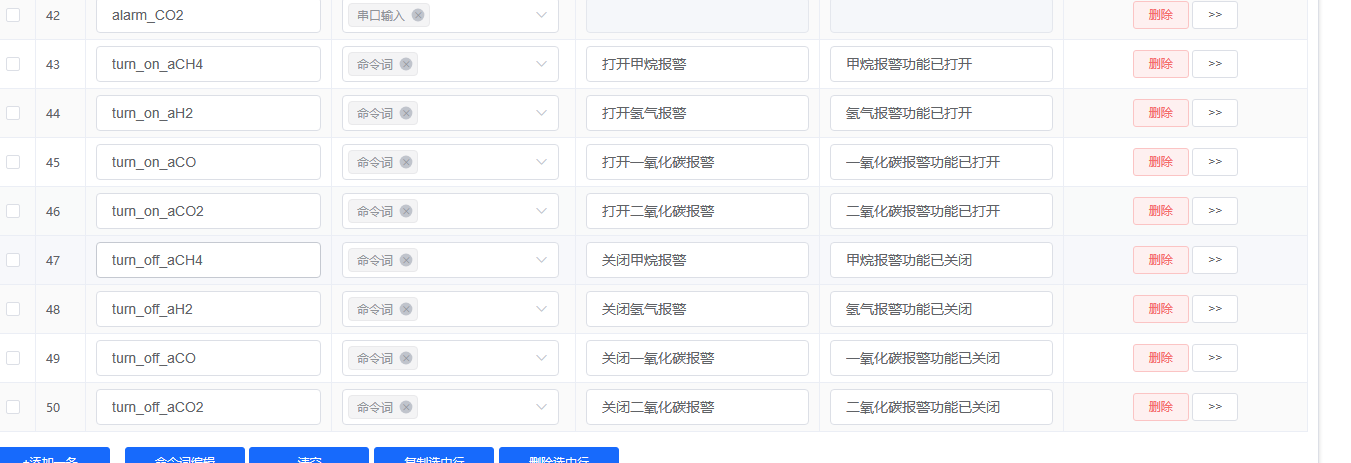 42 alarm_CO2 串口输入 删除 >>
43 turn_on_aCH4 命令词 打开甲烷报警 甲烷报警功能已打开 删除 >>
44 turn_on_aH2 命令词 打开氢气报警 氢气报警功能已打开 删除 >>
45 turn_on_aCO 命令词 打开一氧化碳报警 一氧化碳报警功能已打开 删除 >>
46 turn_on_aCO2 命令词 打开二氧化碳报警 二氧化碳报警功能已打开 删除 >>
47 turn_off_aCH4 命令词 关闭甲烷报警 甲烷报警功能已关闭 删除 >>
48 turn_off_aH2 命令词 关闭氢气报警 氢气报警功能已关闭 删除 >>
49 turn_off_aCO 命令词 关闭一氧化碳报警 一氧化碳报警功能已关闭 删除 >>
50 turn_off_aCO2 命令词 关闭二氧化碳报警 二氧化碳报警功能已关闭 删除 >>
+添加一条 命令词编辑 清空 复制选中行 删除选中行